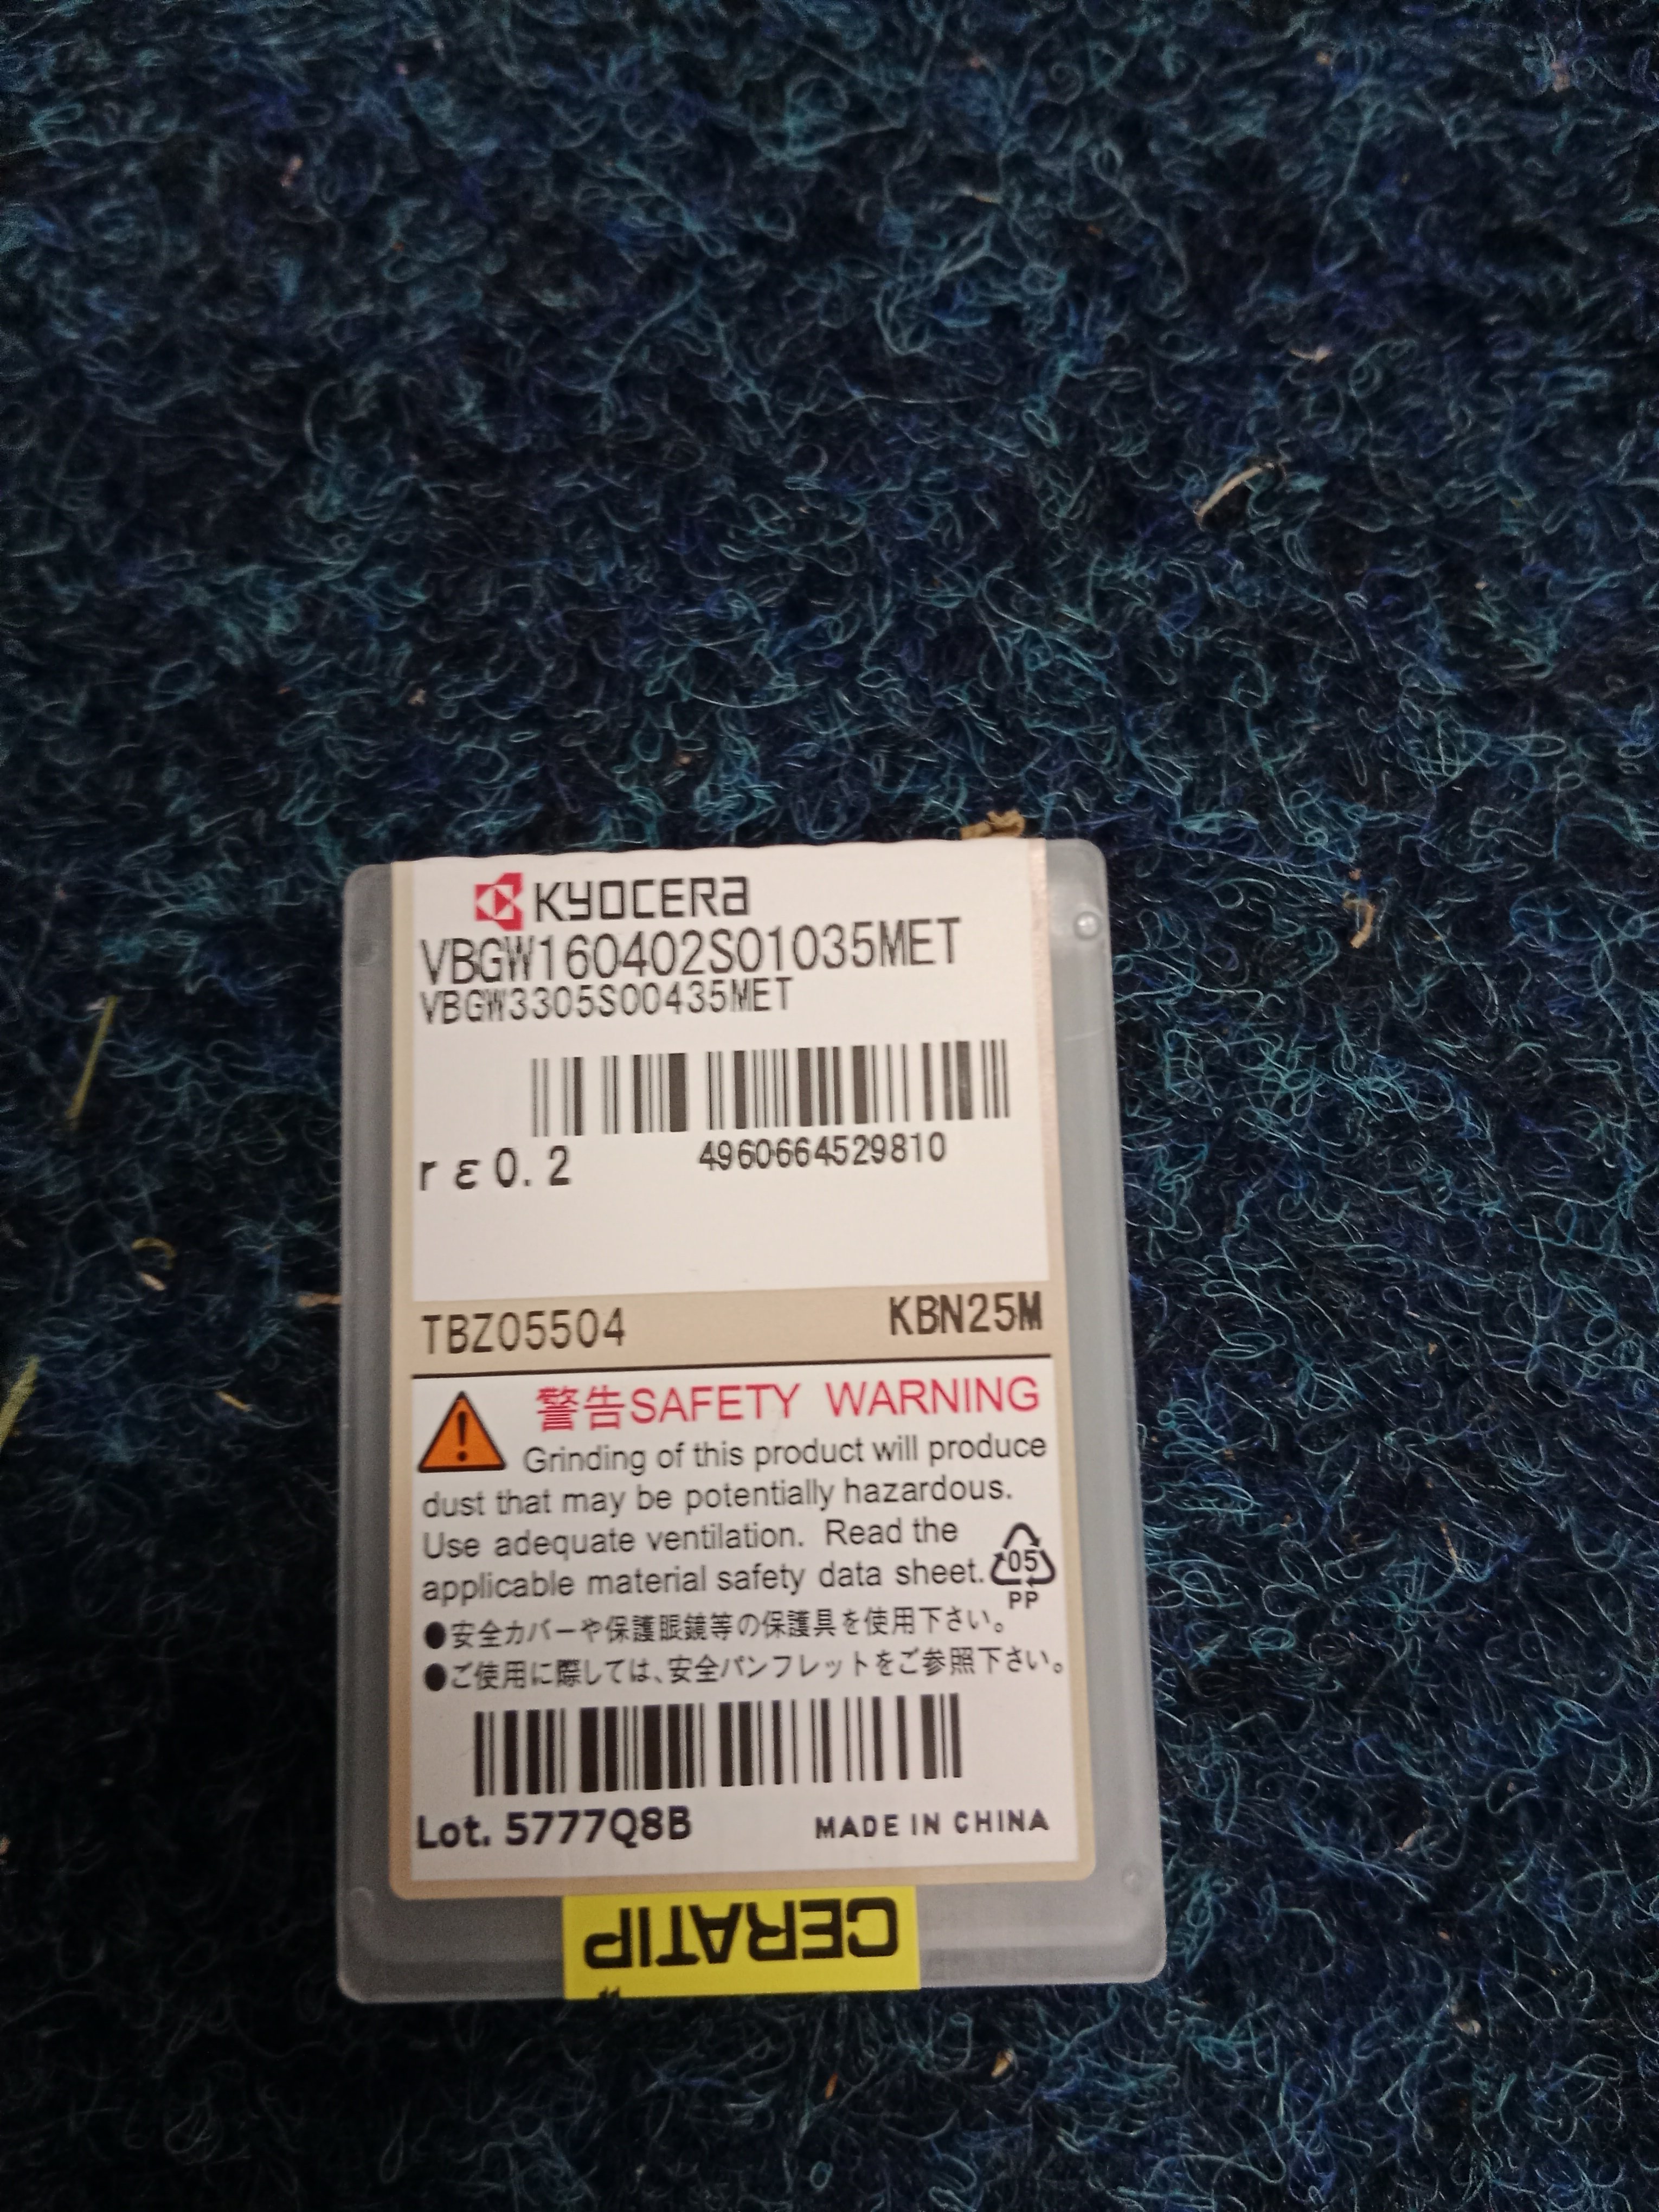 KYOCERA
VBGW160402S01035MET
VBGW3305S00435MET
rε0.2 4960664529810
TBZ05504 KBN25M
警告SAFETY WARNING
Grinding of this product will produce
dust that may be potentially hazardous.
Use adequate ventilation. Read the
applicable material safety data sheet.
05
PP
●安全カバーや保護眼鏡等の保護具を使用下さい。
●ご使用に際しては、安全パンフレットをご参照下さい。
Lot. 5777Q8B MADE IN CHINA
CERATIP